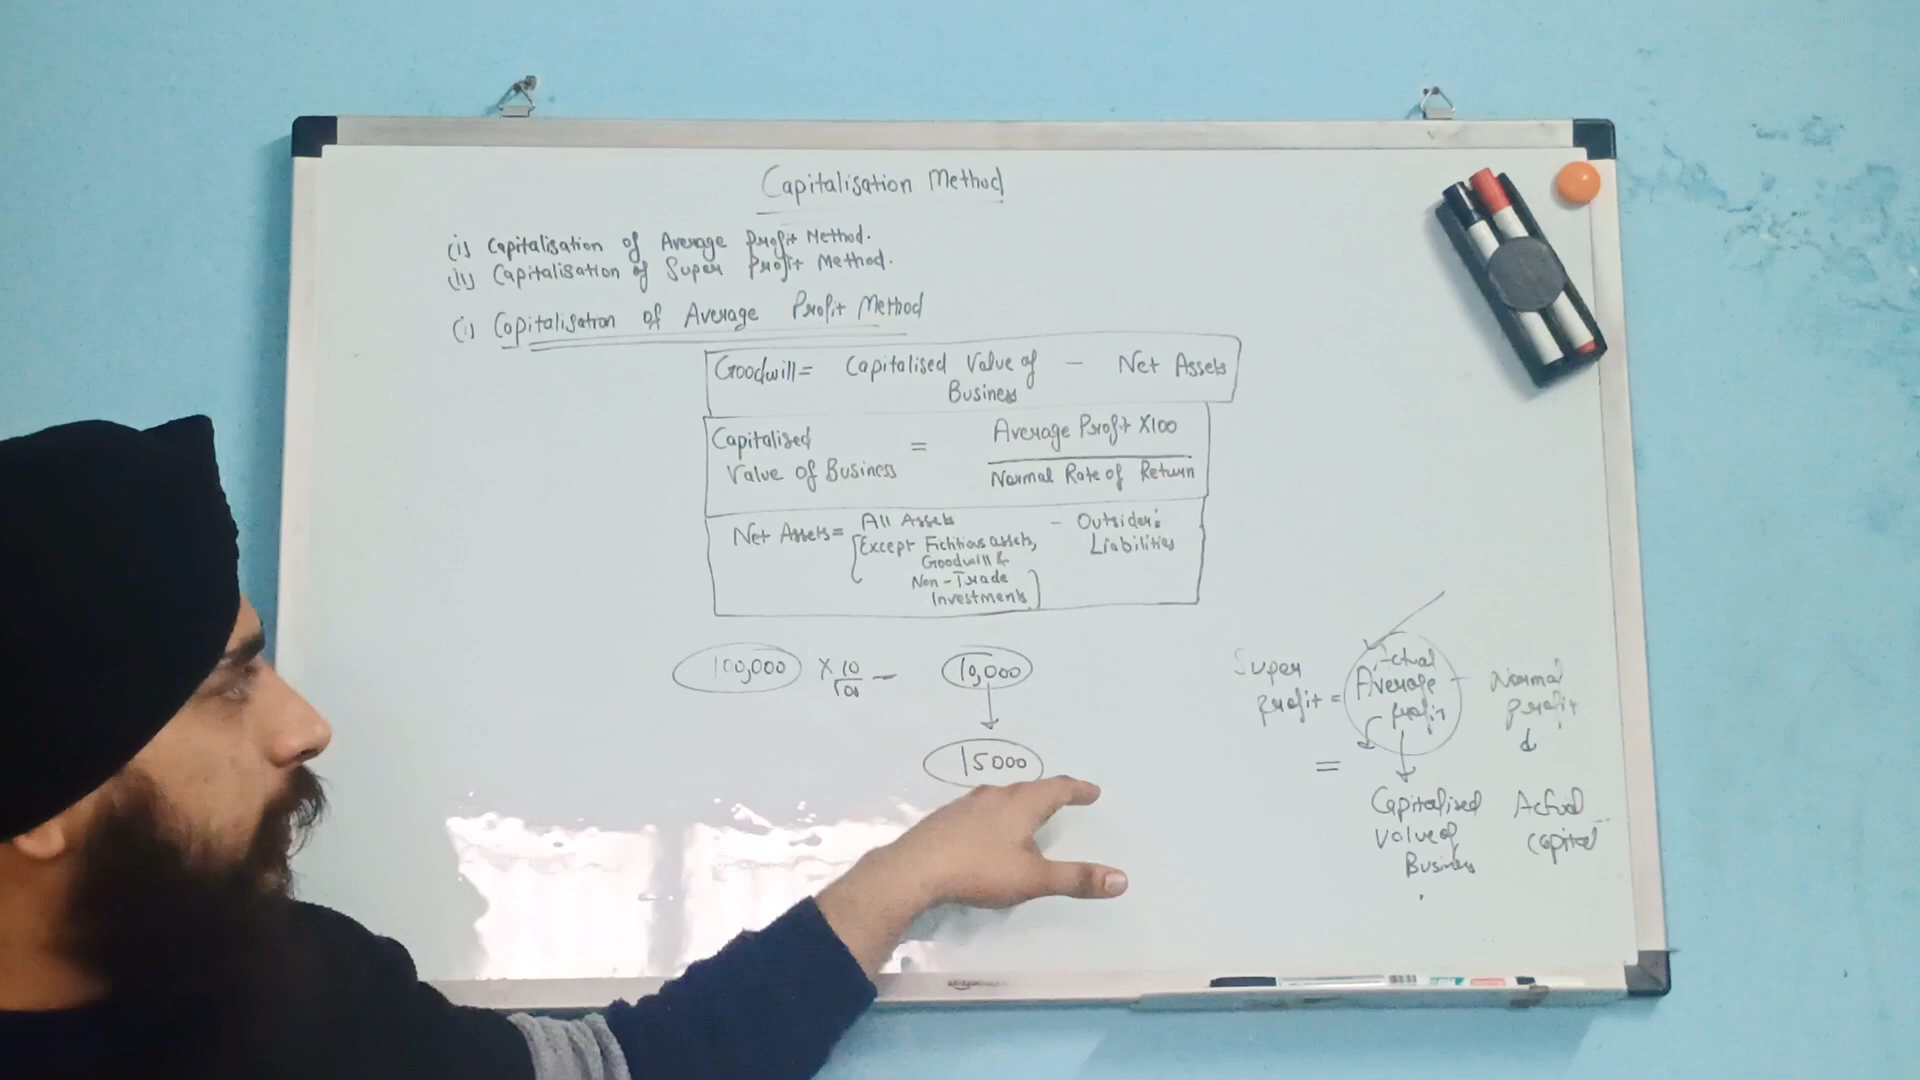 Capitalisation Method
(i) Capitalisation of Average Profit Method.
(ii) Capitalisation of Super Profit Method.
(i) Capitalisation of Average Profit Method
Goodwill = Capitalised Value of Business - Net Assets
Capitalised Value of Business = Average Profit X100
Normal Rate of Return
Net Assets = All Assets - Outsider's
[Except Fictitious assets, Liabilities
Goodwill &
Non-Trade
Investments]
100,000 X 10/100 - 10,000
15000
Super Profit = Actual Average Profit - Normal Profit
=
Capitalised Actual
Value of Capital
Business